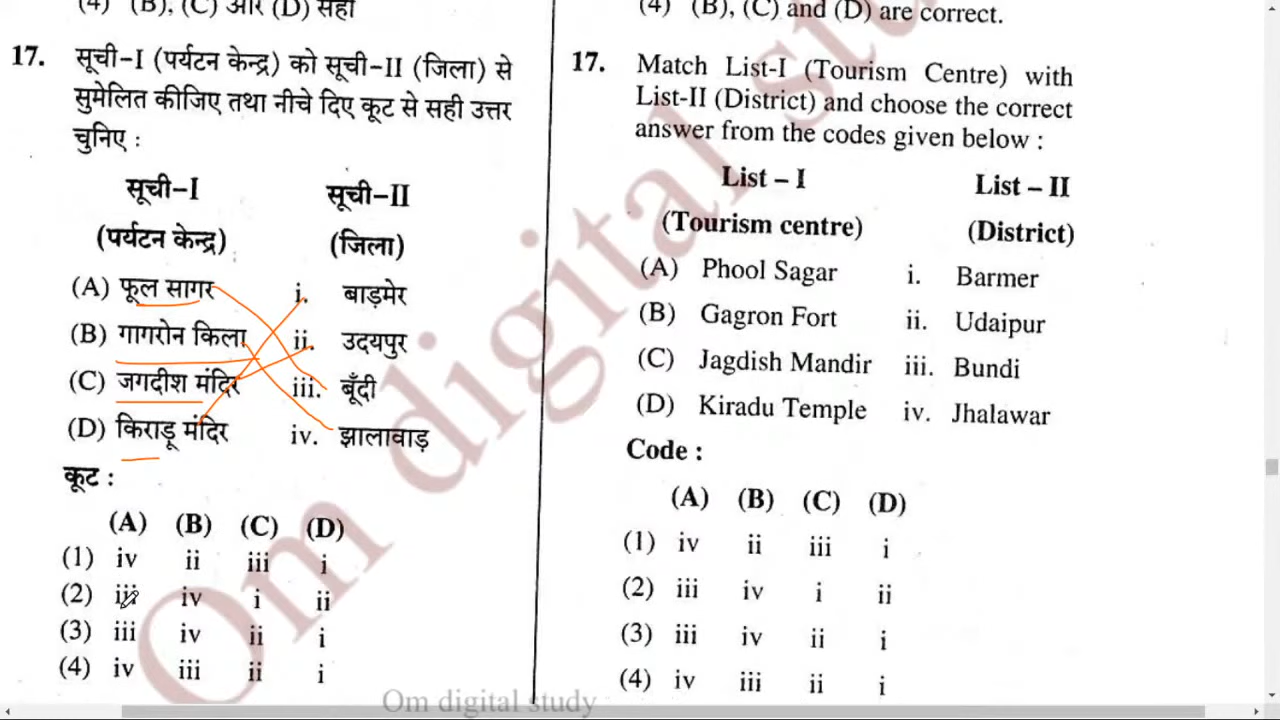 (4) (B), (C) और (D) सही
17. सूची-I (पर्यटन केन्द्र) को सूची-II (जिला) से
सुमेलित कीजिए तथा नीचे दिए कूट से सही उत्तर
चुनिए :
सूची-I सूची-II
(पर्यटन केन्द्र) (जिला)
(A) फूल सागर i. बाड़मेर
(B) गागरोन किला ii. उदयपुर
(C) जगदीश मंदिर iii. बूँदी
(D) किराडू मंदिर iv. झालावाड़
कूट :
(A) (B) (C) (D)
(1) iv ii iii i
(2) iii iv i ii
(3) iii iv ii i
(4) iv iii ii i
(4) (B), (C) and (D) are correct.
17. Match List-I (Tourism Centre) with
List-II (District) and choose the correct
answer from the codes given below :
List – I List – II
(Tourism centre) (District)
(A) Phool Sagar i. Barmer
(B) Gagron Fort ii. Udaipur
(C) Jagdish Mandir iii. Bundi
(D) Kiradu Temple iv. Jhalawar
Code :
(A) (B) (C) (D)
(1) iv ii iii i
(2) iii iv i ii
(3) iii iv ii i
(4) iv iii ii i
Om digital stu
Om digital study